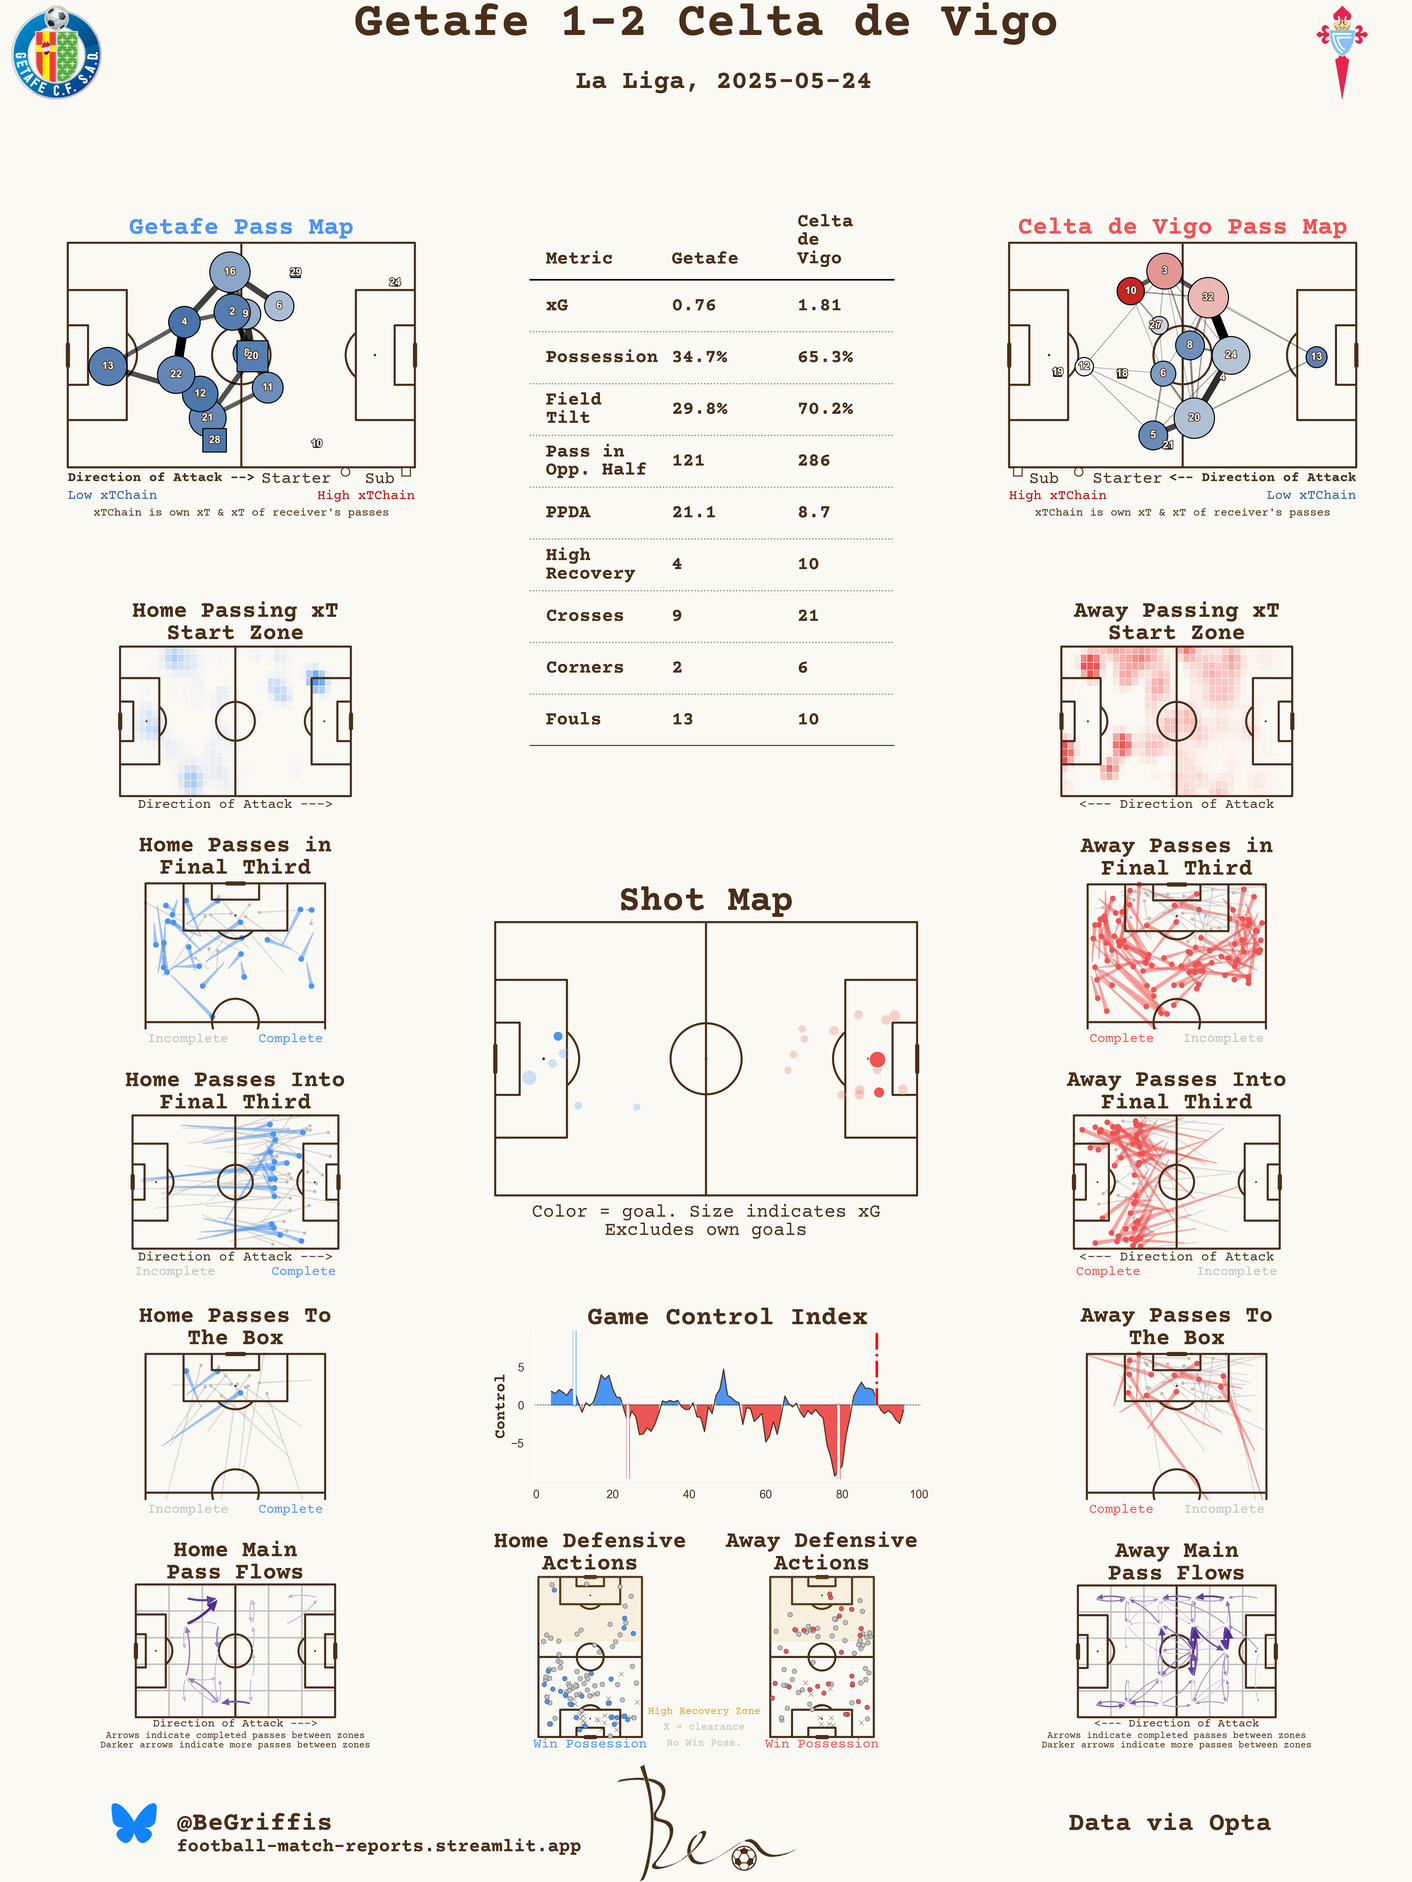 Getafe 1-2 Celta de Vigo
La Liga, 2025-05-24
GETAFE C.F. S.A.D.
Getafe Pass Map
16
29
24
6
2
9
4
8
20
13
22
12
11
21
28
10
Direction of Attack --> Starter Sub
Low xTChain High xTChain
xTChain is own xT & xT of receiver's passes
Metric Getafe Celta de Vigo
xG 0.76 1.81
Possession 34.7% 65.3%
Field Tilt 29.8% 70.2%
Pass in Opp. Half 121 286
PPDA 21.1 8.7
High Recovery 4 10
Crosses 9 21
Corners 2 6
Fouls 13 10
Celta de Vigo Pass Map
3
10
32
27
8
24
13
19
12
18
6
4
20
5
21
Sub Starter <-- Direction of Attack
High xTChain Low xTChain
xTChain is own xT & xT of receiver's passes
Home Passing xT
Start Zone
Direction of Attack --->
Away Passing xT
Start Zone
<--- Direction of Attack
Home Passes in
Final Third
Incomplete Complete
Away Passes in
Final Third
Complete Incomplete
Shot Map
Color = goal. Size indicates xG
Excludes own goals
Home Passes Into
Final Third
Direction of Attack --->
Incomplete Complete
Away Passes Into
Final Third
<--- Direction of Attack
Complete Incomplete
Home Passes To
The Box
Incomplete Complete
Game Control Index
Control
5
0
−5
0 20 40 60 80 100
Away Passes To
The Box
Complete Incomplete
Home Main
Pass Flows
Direction of Attack --->
Arrows indicate completed passes between zones
Darker arrows indicate more passes between zones
Home Defensive
Actions
Win Possession
High Recovery Zone
X = clearance
No Win Poss.
Away Defensive
Actions
Win Possession
Away Main
Pass Flows
<--- Direction of Attack
Arrows indicate completed passes between zones
Darker arrows indicate more passes between zones
@BeGriffis
football-match-reports.streamlit.app
Ben
Data via Opta